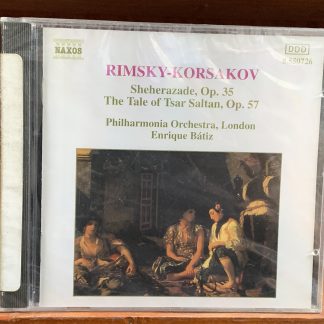 NAXOS
DDD
8.550726
RIMSKY-KORSAKOV
Sheherazade, Op. 35
The Tale of Tsar Saltan, Op. 57
Philharmonia Orchestra, London
Enrique Bátiz